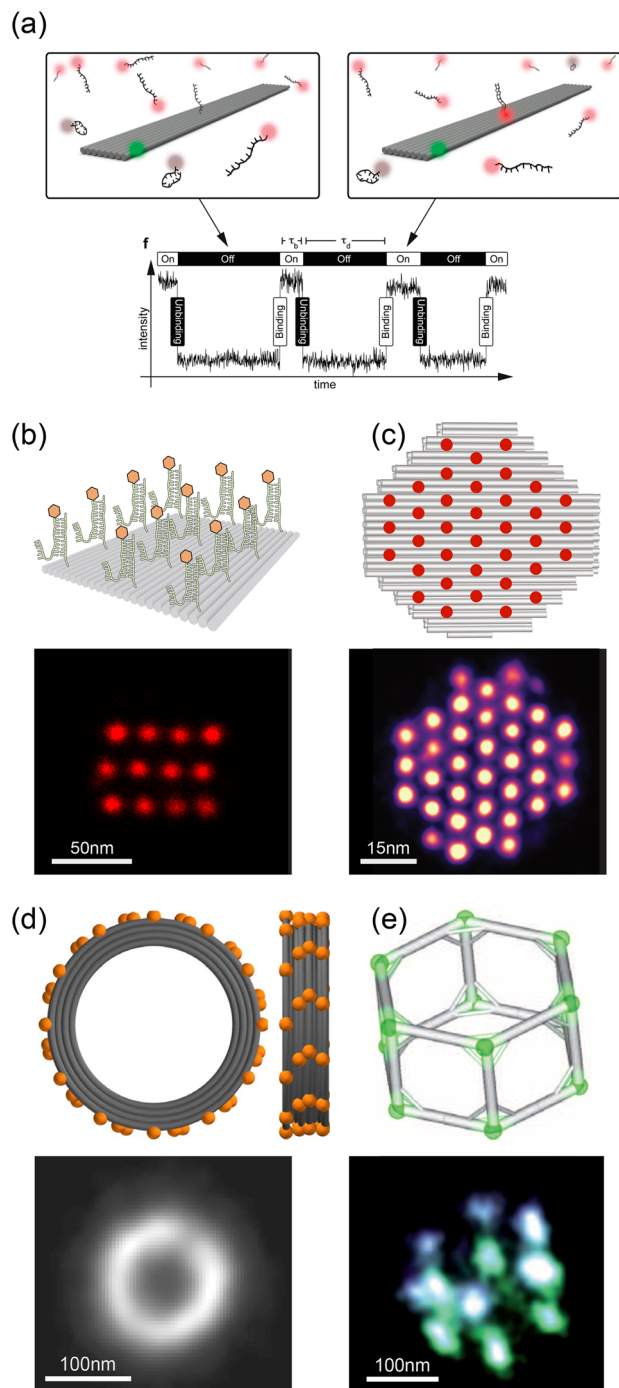 (a)
f
τb
τd
On
Off
On
Off
On
Off
On
intensity
Unbinding
Binding
Unbinding
Binding
Unbinding
Binding
time
(b)
(c)
50nm
15nm
(d)
(e)
100nm
100nm